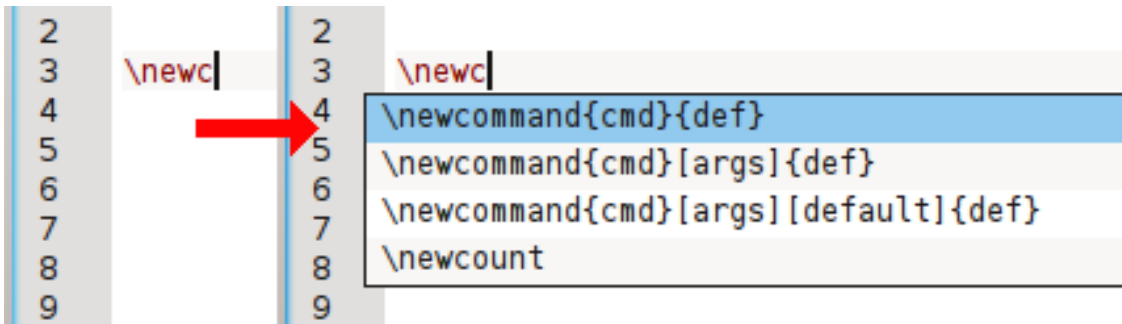 2
3 \newc
4
5
6
7
8
9
2
3 \newc
4 \newcommand{cmd}{def}
5 \newcommand{cmd}[args]{def}
6
7 \newcommand{cmd}[args][default]{def}
8 \newcount
9